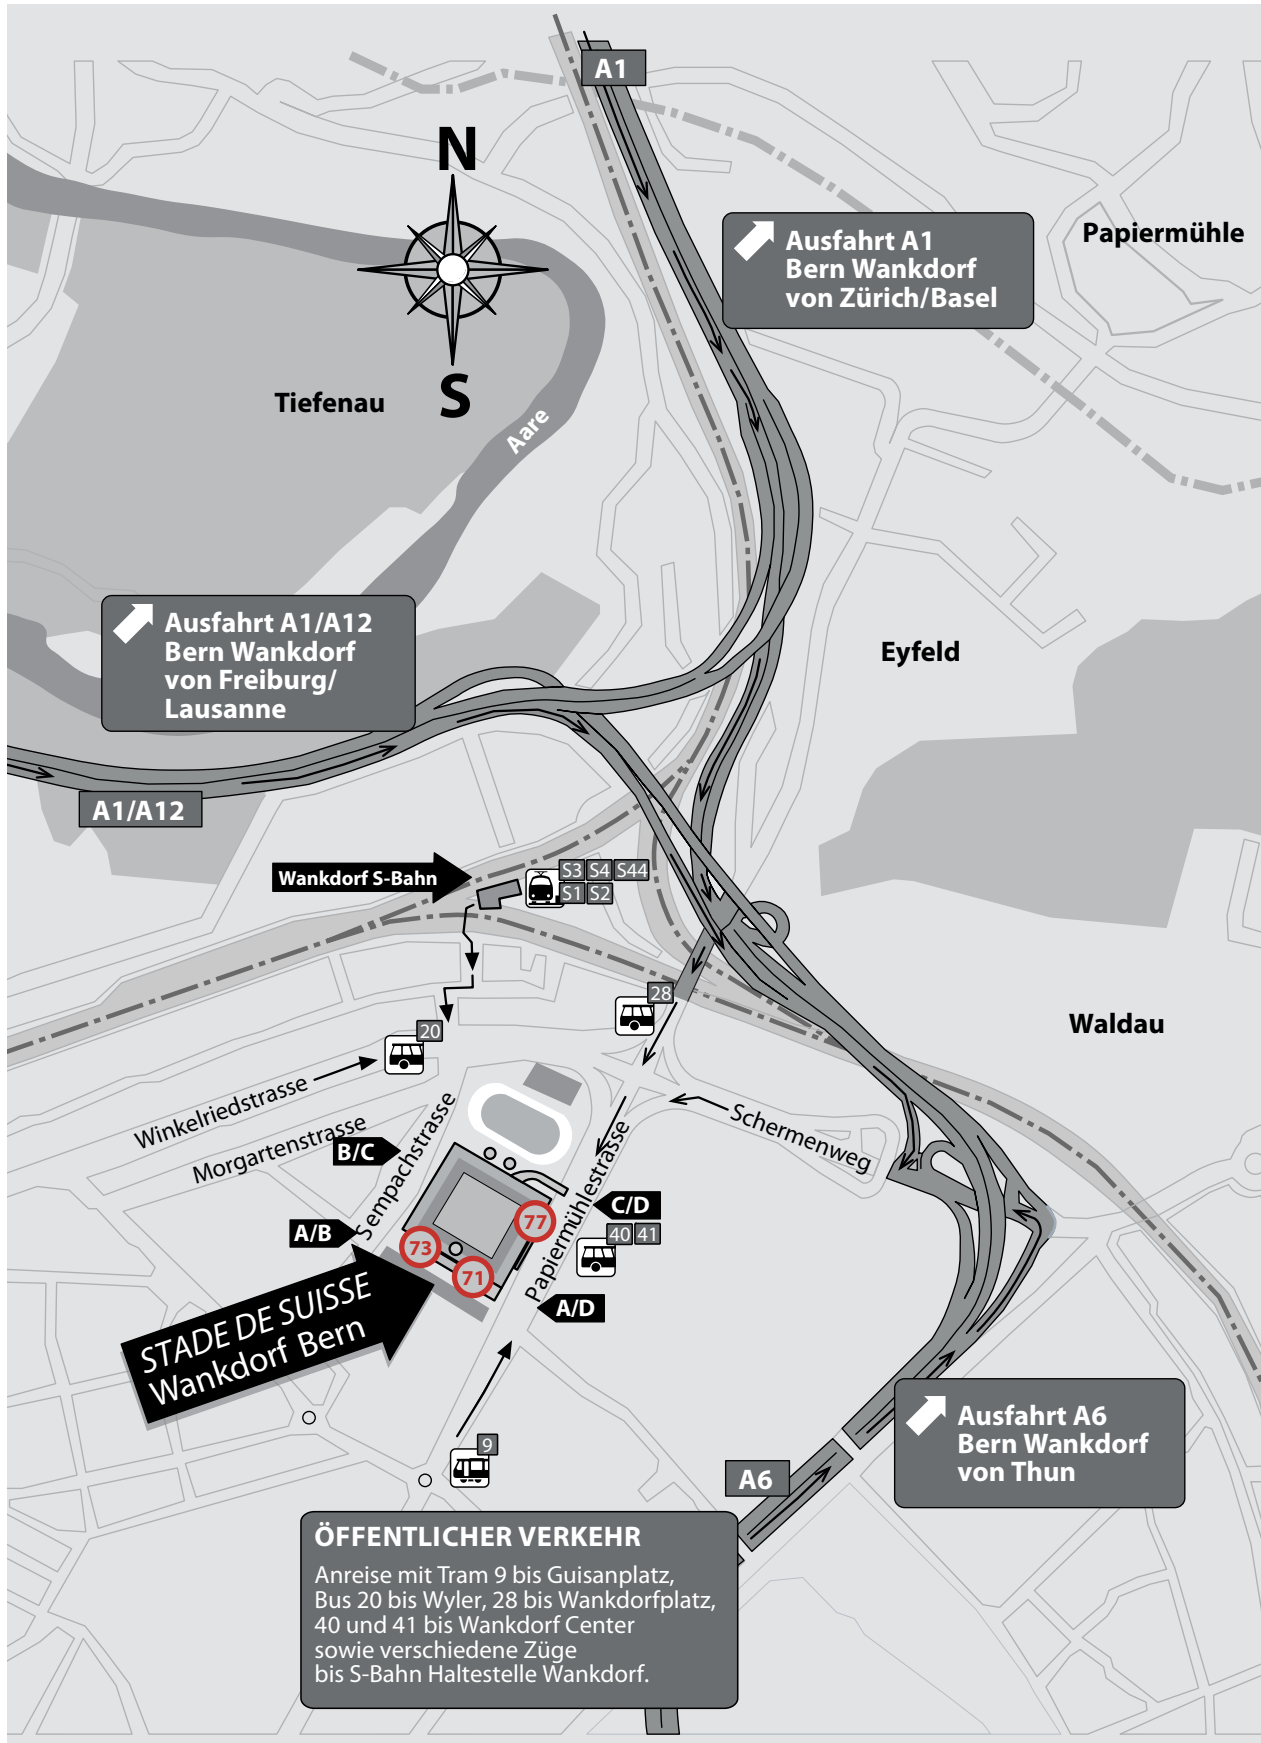 A1
N
Ausfahrt A1
Bern Wankdorf
von Zürich/Basel
Papiermühle
S
Tiefenau
Aare
Ausfahrt A1/A12
Bern Wankdorf
von Freiburg/
Lausanne
Eyfeld
A1/A12
Wankdorf S-Bahn
S3 S4 S44
S1 S2
28
20
Waldau
Winkelriedstrasse
Morgartenstrasse
Sempachstrasse
Schermenweg
Papiermühlestrasse
B/C
A/B
C/D
40 41
77
73
71
A/D
STADE DE SUISSE
Wankdorf Bern
9
Ausfahrt A6
Bern Wankdorf
von Thun
A6
ÖFFENTLICHER VERKEHR
Anreise mit Tram 9 bis Guisanplatz,
Bus 20 bis Wyler, 28 bis Wankdorfplatz,
40 und 41 bis Wankdorf Center
sowie verschiedene Züge
bis S-Bahn Haltestelle Wankdorf.